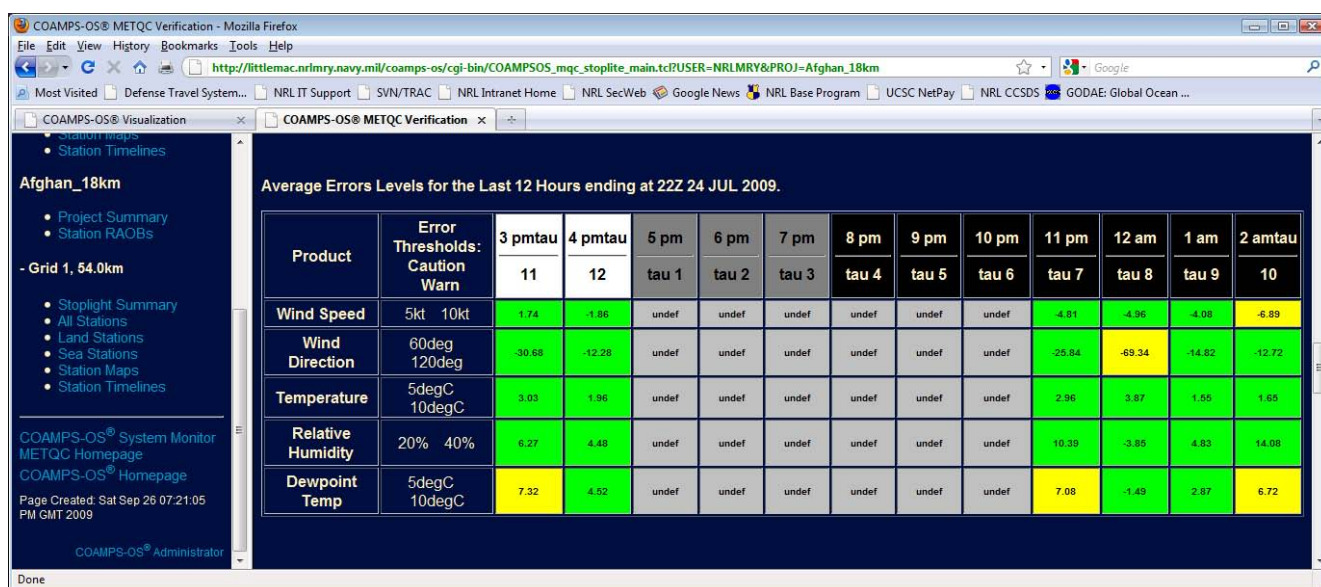 COAMPS-OS® METQC Verification - Mozilla Firefox
File Edit View History Bookmarks Tools Help
http://littlemac.nrlmry.navy.mil/coamps-os/cgi-bin/COAMPSOS_mqc_stoplite_main.tcl?USER=NRLMRY&PROJ=Afghan_18km
Google
Most Visited Defense Travel System... NRL IT Support SVN/TRAC NRL Intranet Home NRL SecWeb Google News NRL Base Program UCSC NetPay NRL CCSDS GODAE: Global Ocean ...
COAMPS-OS® Visualization
COAMPS-OS® METQC Verification
Station Maps
Station Timelines
Afghan_18km
Project Summary
Station RAOBs
- Grid 1, 54.0km
Stoplight Summary
All Stations
Land Stations
Sea Stations
Station Maps
Station Timelines
COAMPS-OS® System Monitor
METQC Homepage
COAMPS-OS® Homepage
Page Created: Sat Sep 26 07:21:05
PM GMT 2009
COAMPS-OS® Administrator
Average Errors Levels for the Last 12 Hours ending at 22Z 24 JUL 2009.
Product Error Thresholds: Caution Warn 3 pmtau 11 4 pmtau 12 5 pm tau 1 6 pm tau 2 7 pm tau 3 8 pm tau 4 9 pm tau 5 10 pm tau 6 11 pm tau 7 12 am tau 8 1 am tau 9 2 amtau 10
Wind Speed 5kt 10kt 1.74 -1.86 undef undef undef undef undef undef -4.81 -4.96 -4.08 -6.89
Wind Direction 60deg 120deg -30.68 -12.28 undef undef undef undef undef undef -25.84 -69.34 -14.82 -12.72
Temperature 5degC 10degC 3.03 1.96 undef undef undef undef undef undef 2.96 3.87 1.55 1.65
Relative Humidity 20% 40% 6.27 4.48 undef undef undef undef undef undef 10.39 -3.85 4.83 14.08
Dewpoint Temp 5degC 10degC 7.32 4.52 undef undef undef undef undef undef 7.08 -1.49 2.87 6.72
Done